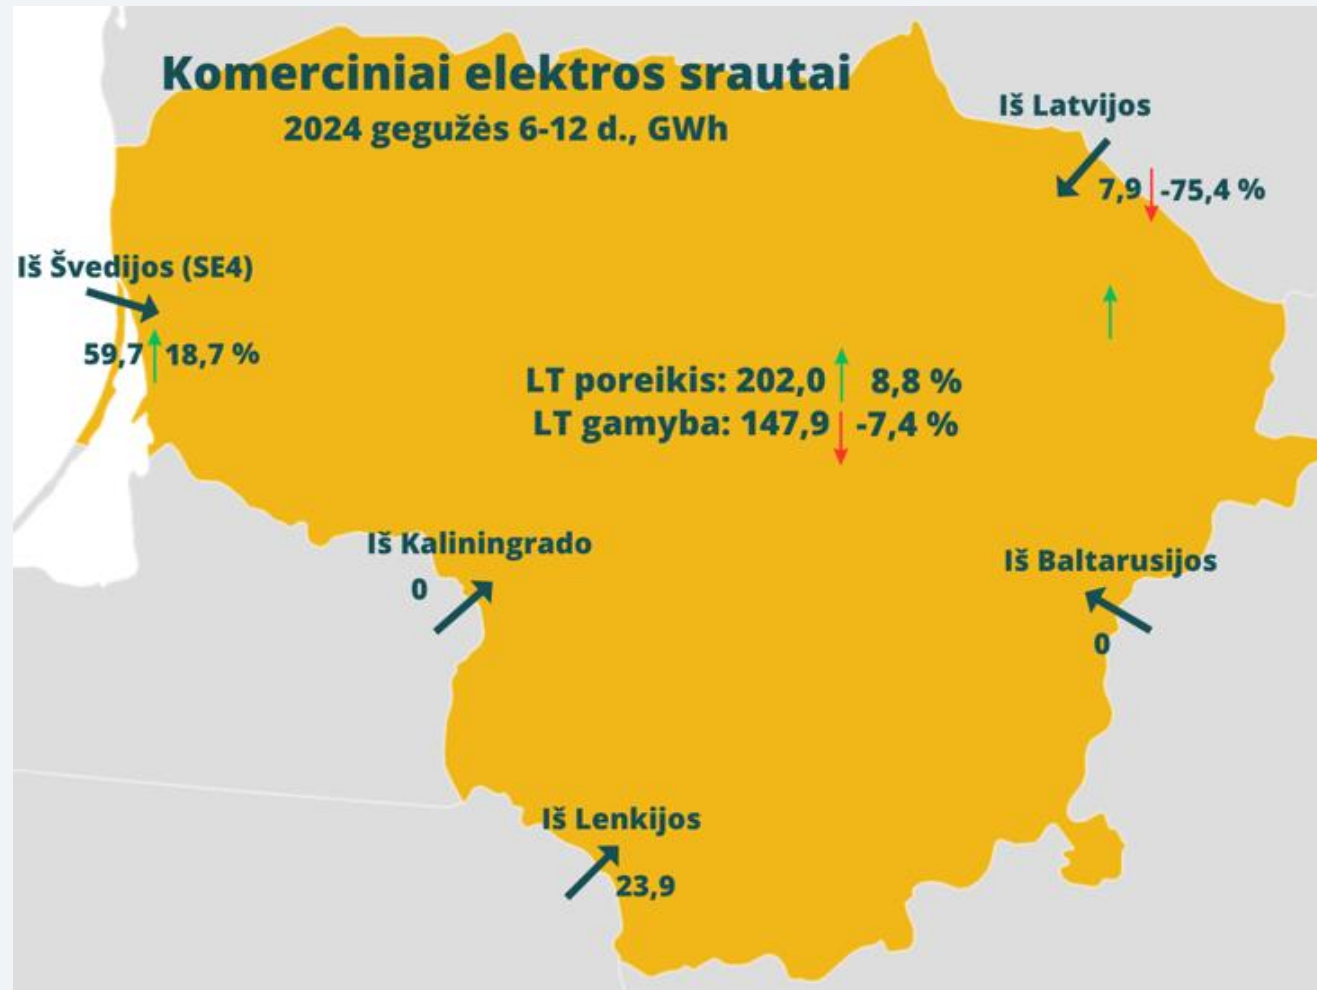 Komerciniai elektros srautai
2024 gegužės 6-12 d., GWh
Iš Latvijos
7,9 -75,4 %
Iš Švedijos (SE4)
59,7 18,7 %
LT poreikis: 202,0 8,8 %
LT gamyba: 147,9 -7,4 %
Iš Kaliningrado
0
Iš Baltarusijos
0
Iš Lenkijos
23,9